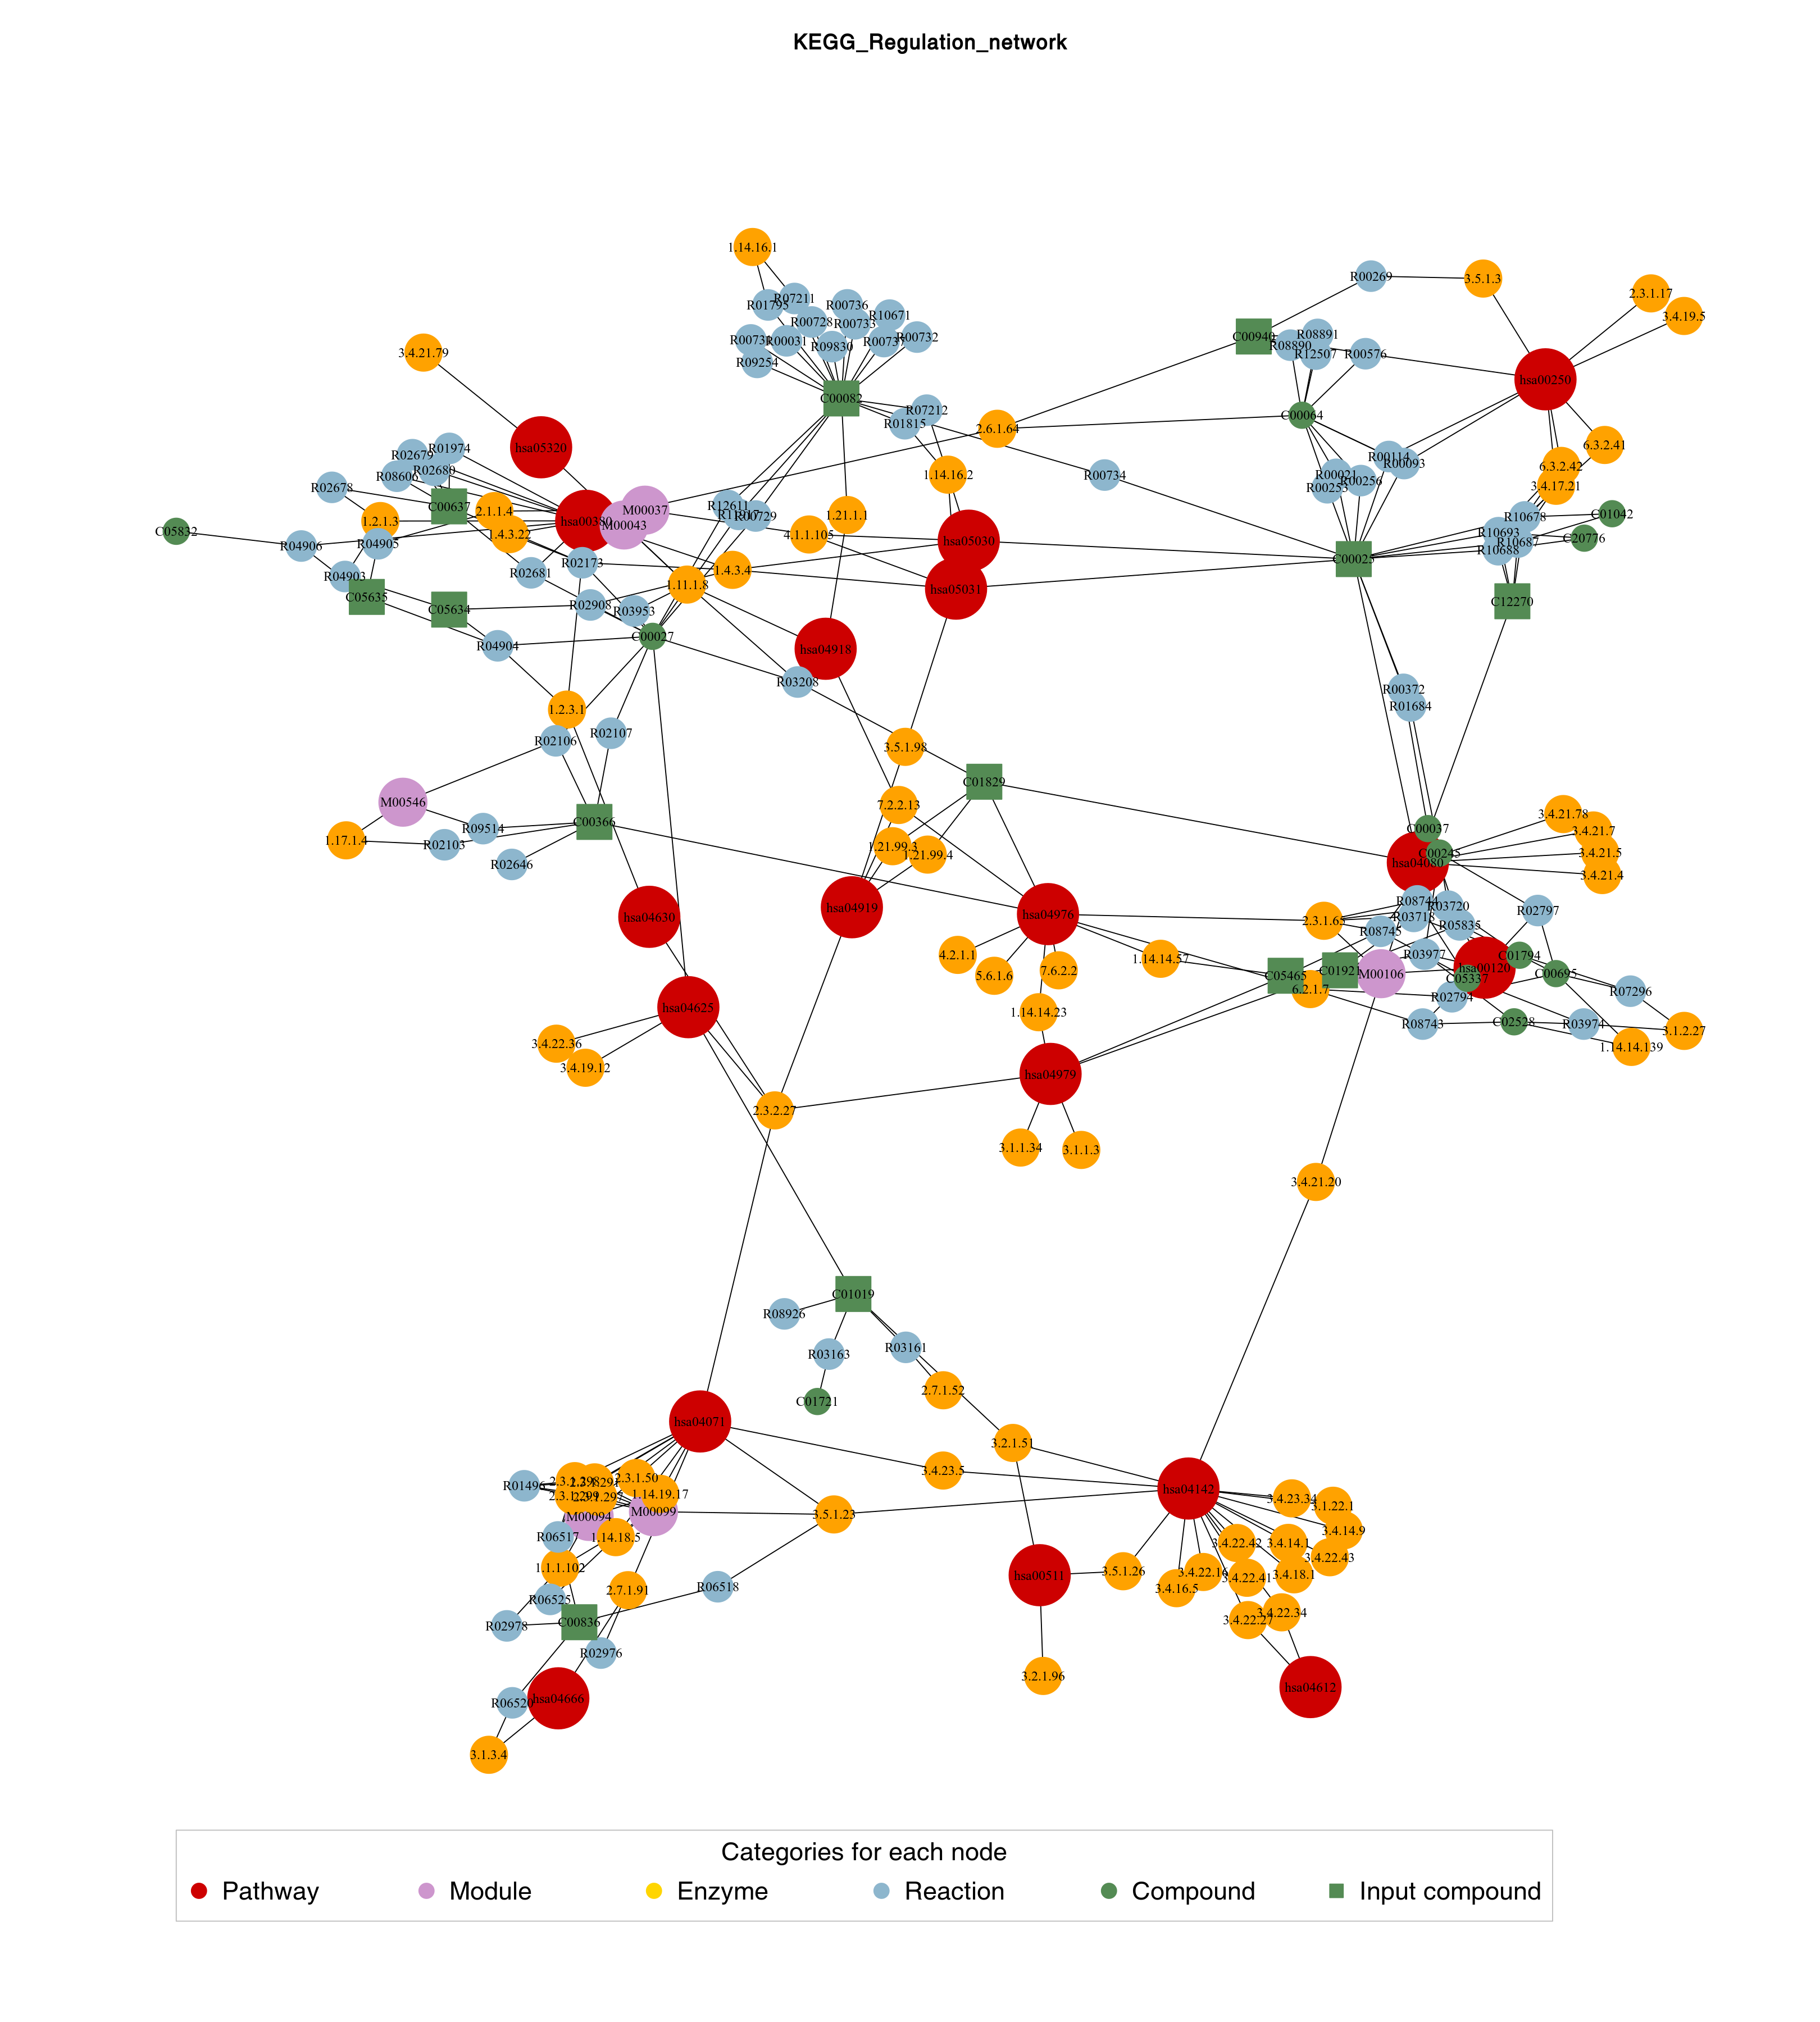 KEGG_Regulation_network
1.14.16.1
R00269
3.5.1.3
2.3.1.17
R01795
R07211
R00736
3.4.19.5
R00728
R00733
R10671
R00031
R09830
R00737
R00732
C00940
R08891
R08890
R12507
R00576
3.4.21.79
R09254
hsa00250
C00082
R07212
R01815
C00064
2.6.1.64
hsa05320
R01974
R02679
R02680
R08606
6.3.2.41
R00114
R00093
6.3.2.42
3.4.17.21
1.14.16.2
R00734
R00253
R00256
R02678
C00637
2.1.1.4
M00037
R12611
R00729
1.21.1.1
1.2.1.3
hsa00380
M00043
1.4.3.22
4.1.1.105
hsa05030
R10678
C01042
R10693
R10687
C20776
R10688
C05832
R04906
R04905
C00025
R02173
R02681
R04903
1.4.3.4
1.11.1.8
hsa05031
C05635
C05634
R02908
R03953
C12270
C00027
R04904
hsa04918
R03208
R00372
R01684
1.2.3.1
R02106
R02107
3.5.1.98
C01829
M00546
7.2.2.13
C00366
R09514
1.17.1.4
R02103
R02646
1.21.99.3
1.21.99.4
C00037
C00245
hsa04080
3.4.21.78
3.4.21.7
3.4.21.5
3.4.21.4
hsa04630
hsa04919
hsa04976
2.3.1.65
R08744
R03720
R03718
R05835
R08745
R02797
4.2.1.1
5.6.1.6
7.6.2.2
1.14.14.57
R03977
C01794
C05465
C01921
M00106
hsa00120
C00695
C05337
6.2.1.7
R02794
R07296
hsa04625
1.14.14.23
R08743
C02528
R03974
3.1.2.27
1.14.14.139
3.4.22.36
3.4.19.12
hsa04979
2.3.2.27
3.1.1.34
3.1.1.3
3.4.21.20
C01019
R08926
R03163
R03161
2.7.1.52
C01721
hsa04071
3.2.1.51
3.4.23.5
2.3.1.50
1.14.19.17
hsa04142
3.4.23.34
3.1.22.1
M00094
M00099
3.5.1.23
3.4.14.9
R06517
1.14.18.5
3.4.22.42
3.4.14.1
3.4.22.43
1.1.1.102
hsa00511
3.5.1.26
3.4.22.16
3.4.22.41
3.4.18.1
2.7.1.91
R06518
3.4.16.5
R06525
R02978
C00836
3.4.22.27
3.4.22.34
R02976
3.2.1.96
hsa04612
R06520
hsa04666
3.1.3.4
Categories for each node
Pathway Module Enzyme Reaction Compound Input compound